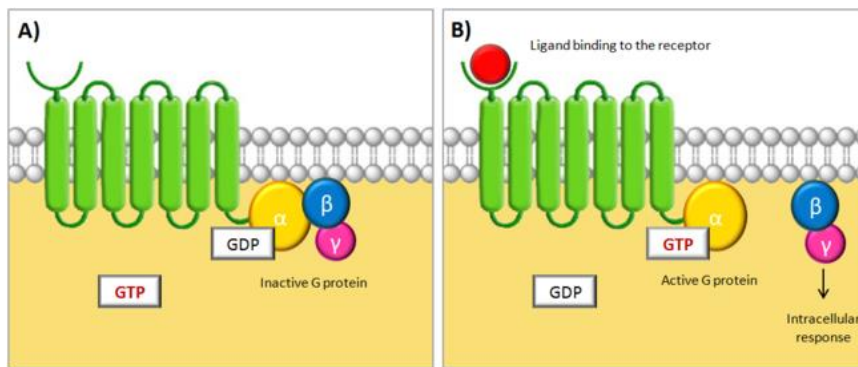 A)
α
β
γ
GDP
GTP
Inactive G protein
B)
Ligand binding to the receptor
α
β
γ
GTP
GDP
Active G protein
Intracellular
response